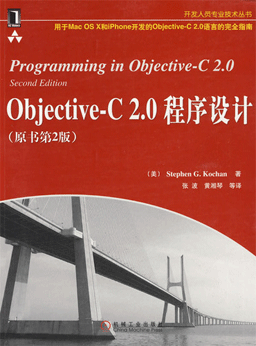 开发人员专业技术丛书
用于Mac OS X和iPhone开发的Objective-C 2.0语言的完全指南
Programming in Objective-C 2.0
Second Edition
Objective-C 2.0 程序设计
(原书第2版)
(美) Stephen G. Kochan 著
张波 黄湘琴 等译
机械工业出版社
China Machine Press